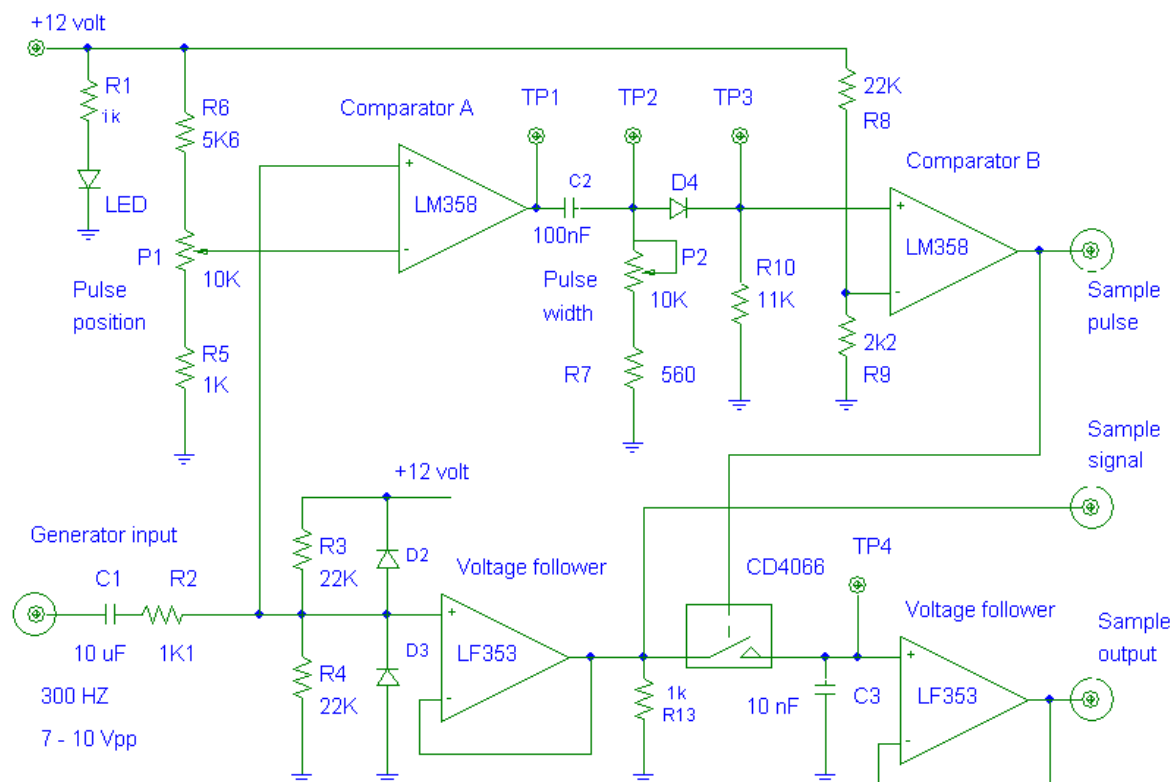 +12 volt
R1
1k
LED
R6
5K6
P1
10K
Pulse
position
R5
1K
Comparator A
+
LM358
-
TP1
C2
100nF
TP2
D4
TP3
P2
10K
Pulse
width
R7
560
R10
11K
22K
R8
Comparator B
+
LM358
-
2k2
R9
Sample
pulse
Sample
signal
+12 volt
Generator input
C1
10 uF
R2
1K1
300 HZ
7 - 10 Vpp
R3
22K
D2
R4
22K
D3
Voltage follower
+
LF353
-
1k
R13
CD4066
TP4
10 nF
C3
Voltage follower
+
LF353
-
Sample
output